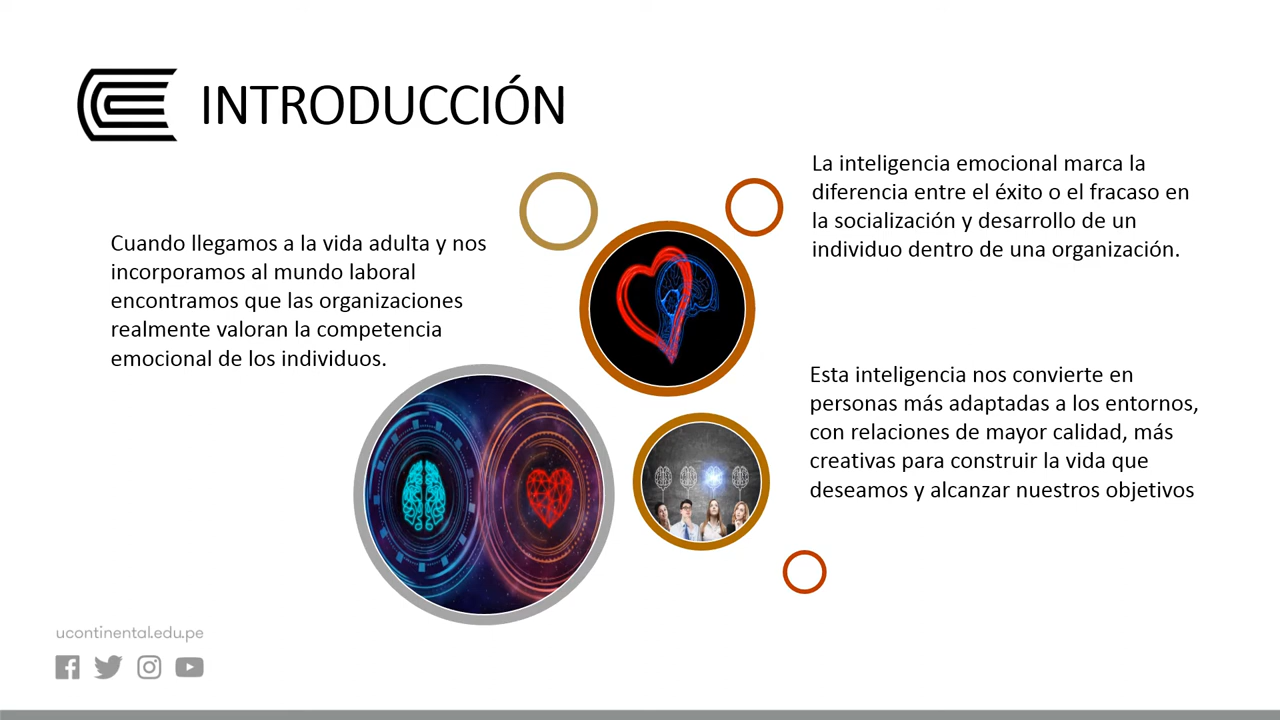 INTRODUCCIÓN
Cuando llegamos a la vida adulta y nos
incorporamos al mundo laboral
encontramos que las organizaciones
realmente valoran la competencia
emocional de los individuos.
La inteligencia emocional marca la
diferencia entre el éxito o el fracaso en
la socialización y desarrollo de un
individuo dentro de una organización.
Esta inteligencia nos convierte en
personas más adaptadas a los entornos,
con relaciones de mayor calidad, más
creativas para construir la vida que
deseamos y alcanzar nuestros objetivos
ucontinental.edu.pe